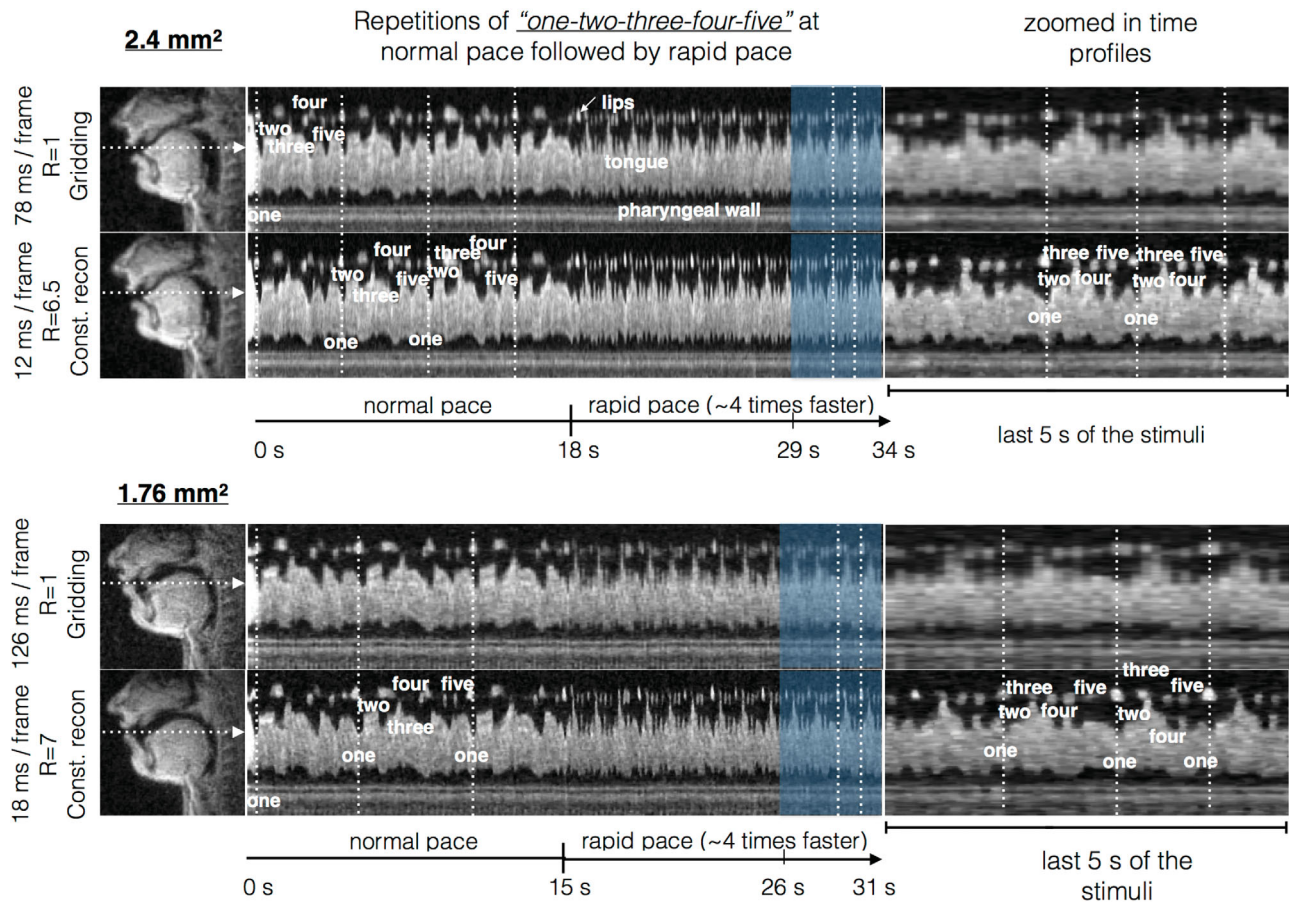 Repetitions of "one-two-three-four-five" at
normal pace followed by rapid pace
zoomed in time
profiles
2.4 mm²
78 ms / frame
R=1
Gridding
four
two
five
three
one
lips
tongue
pharyngeal wall
12 ms / frame
R=6.5
Const. recon
four
two
three
five
one
four
three
two
five
one
three five three five
two four two four
one
one
normal pace
rapid pace (~4 times faster)
0 s
18 s
29 s
34 s
last 5 s of the stimuli
1.76 mm²
126 ms / frame
R=1
Gridding
18 ms / frame
R=7
Const. recon
four five
two
three
one
one
one
three
three five
five
two four
two
four
one
one
one
normal pace
rapid pace (~4 times faster)
0 s
15 s
26 s
31 s
last 5 s of the
stimuli